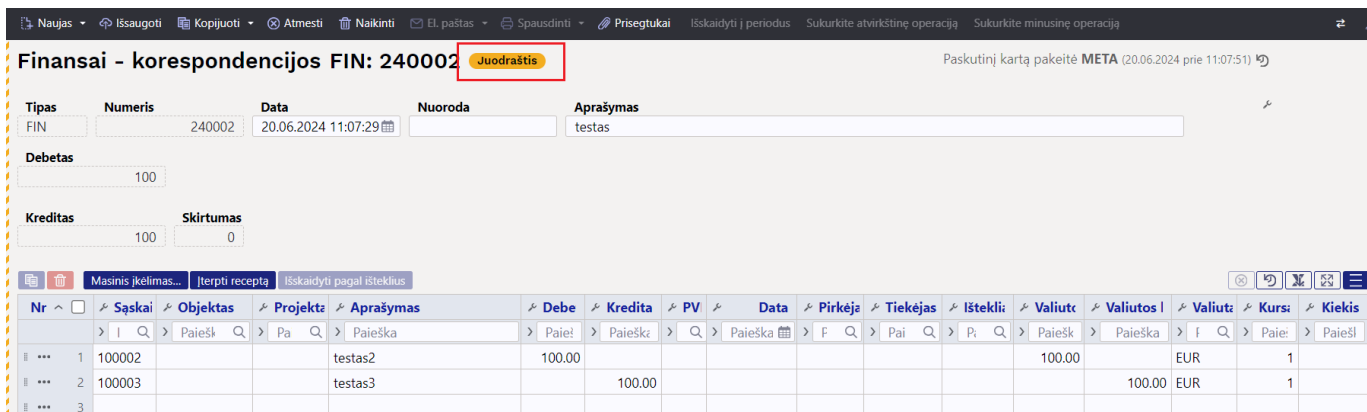 Naujas Išsaugoti Kopijuoti Atmesti Naikinti El. paštas Spausdinti Prisegtukai Išskaidyti į periodus Sukurkite atvirkštinę operaciją Sukurkite minusinę operaciją
Finansai - korespondencijos FIN: 240002 Juodraštis Paskutinį kartą pakeitė META (20.06.2024 prie 11:07:51)
Tipas Numeris Data Nuoroda Aprašymas
FIN 240002 20.06.2024 11:07:29 testas
Debetas
100
Kreditas Skirtumas
100 0
Masinis įkėlimas... Įterpti receptą Išskaidyti pagal išteklius
Nr Sąskai Objektas Projekta Aprašymas Debe Kredita PV Data Pirkėja Tiekėjas Ištekli Valiuto Valiutos Valiuta Kurs Kiekis
Paiešk Pa Paieška Paie Paieška Paieška Pai Paiešk Paieška Paie Paiešl
1 100002 testas2 100.00 100.00 EUR 1
2 100003 testas3 100.00 100.00 EUR 1
3